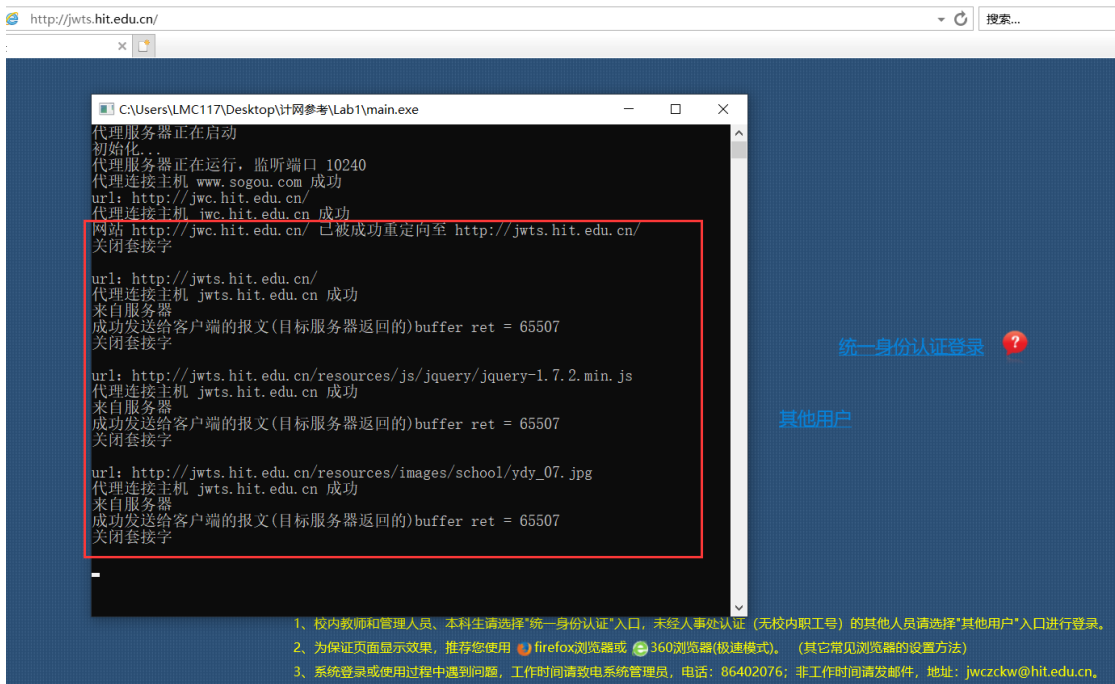 http://jwts.hit.edu.cn/
搜索...
C:\Users\LMC117\Desktop\计网参考\Lab1\main.exe
代理服务器正在启动
初始化...
代理服务器正在运行，监听端口 10240
代理连接主机 www.sogou.com 成功
url：http://jwc.hit.edu.cn/
代理连接主机 jwc.hit.edu.cn 成功
网站 http://jwc.hit.edu.cn/ 已被成功重定向至 http://jwts.hit.edu.cn/
关闭套接字
url：http://jwts.hit.edu.cn/
代理连接主机 jwts.hit.edu.cn 成功
来自服务器
成功发送给客户端的报文(目标服务器返回的)buffer ret = 65507
关闭套接字
url：http://jwts.hit.edu.cn/resources/js/jquery/jquery-1.7.2.min.js
代理连接主机 jwts.hit.edu.cn 成功
来自服务器
成功发送给客户端的报文(目标服务器返回的)buffer ret = 65507
关闭套接字
url：http://jwts.hit.edu.cn/resources/images/school/ydy_07.jpg
代理连接主机 jwts.hit.edu.cn 成功
来自服务器
成功发送给客户端的报文(目标服务器返回的)buffer ret = 65507
关闭套接字
统一身份认证登录
其他用户
1、校内教师和管理人员、本科生请选择"统一身份认证"入口，未经人事处认证（无校内职工号）的其他人员请选择"其他用户"入口进行登录。
2、为保证页面显示效果，推荐您使用 firefox浏览器或 360浏览器(极速模式)。（其它常见浏览器的设置方法）
3、系统登录或使用过程中遇到问题，工作时间请致电系统管理员，电话：86402076；非工作时间请发邮件，地址：jwczckw@hit.edu.cn。